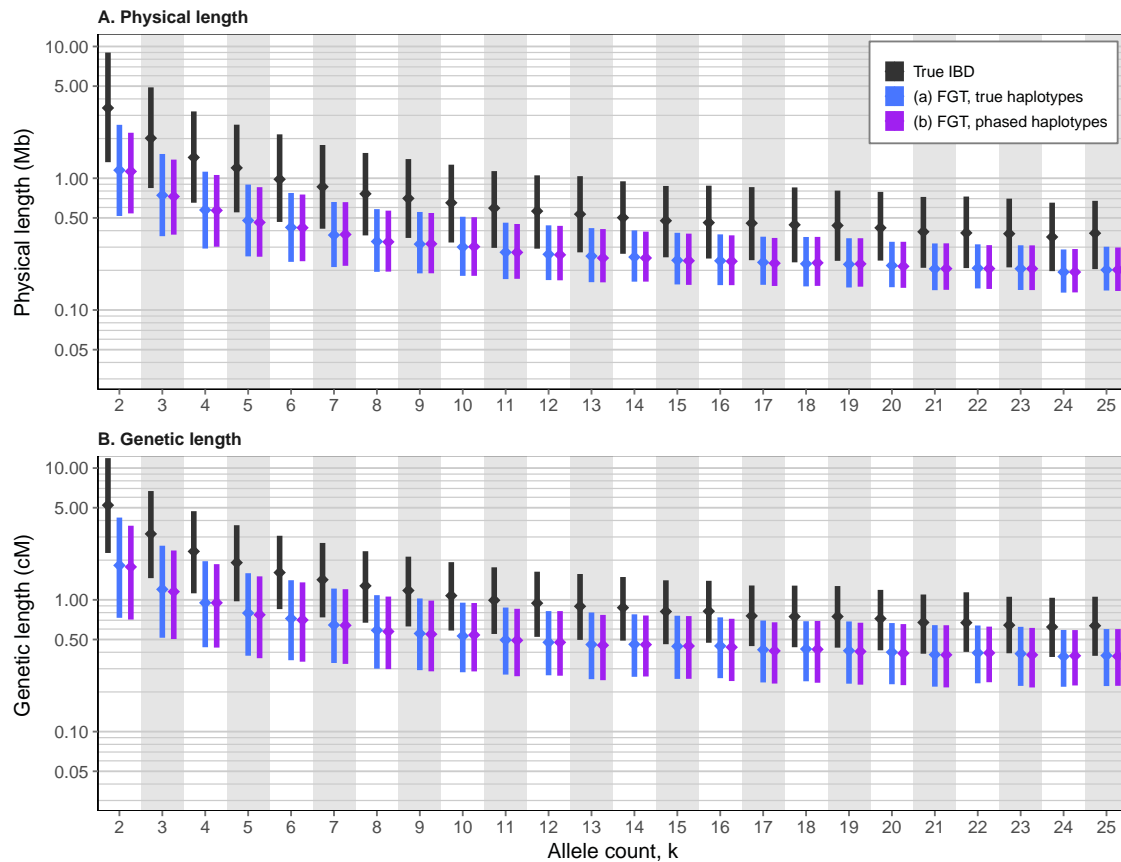 A. Physical length
10.00
5.00
1.00
0.50
0.10
0.05
Physical length (Mb)
True IBD
(a) FGT, true haplotypes
(b) FGT, phased haplotypes
2 3 4 5 6 7 8 9 10 11 12 13 14 15 16 17 18 19 20 21 22 23 24 25
B. Genetic length
10.00
5.00
1.00
0.50
0.10
0.05
Genetic length (cM)
2 3 4 5 6 7 8 9 10 11 12 13 14 15 16 17 18 19 20 21 22 23 24 25
Allele count, k